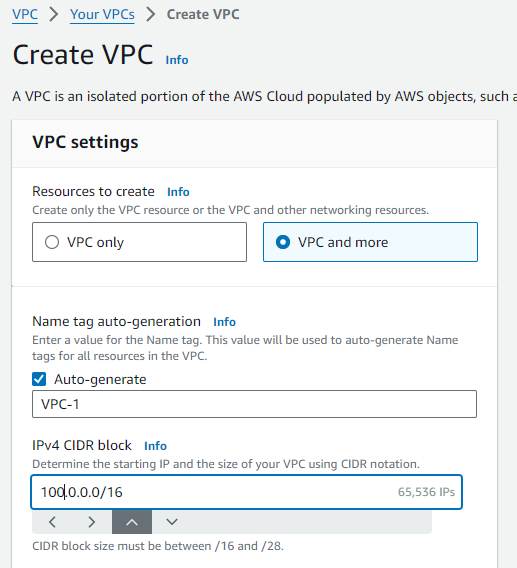 VPC > Your VPCs > Create VPC
Create VPC Info
A VPC is an isolated portion of the AWS Cloud populated by AWS objects, such a
VPC settings
Resources to create Info
Create only the VPC resource or the VPC and other networking resources.
VPC only
VPC and more
Name tag auto-generation Info
Enter a value for the Name tag. This value will be used to auto-generate Name
tags for all resources in the VPC.
Auto-generate
VPC-1
IPv4 CIDR block Info
Determine the starting IP and the size of your VPC using CIDR notation.
100.0.0.0/16 65,536 IPs
CIDR block size must be between /16 and /28.